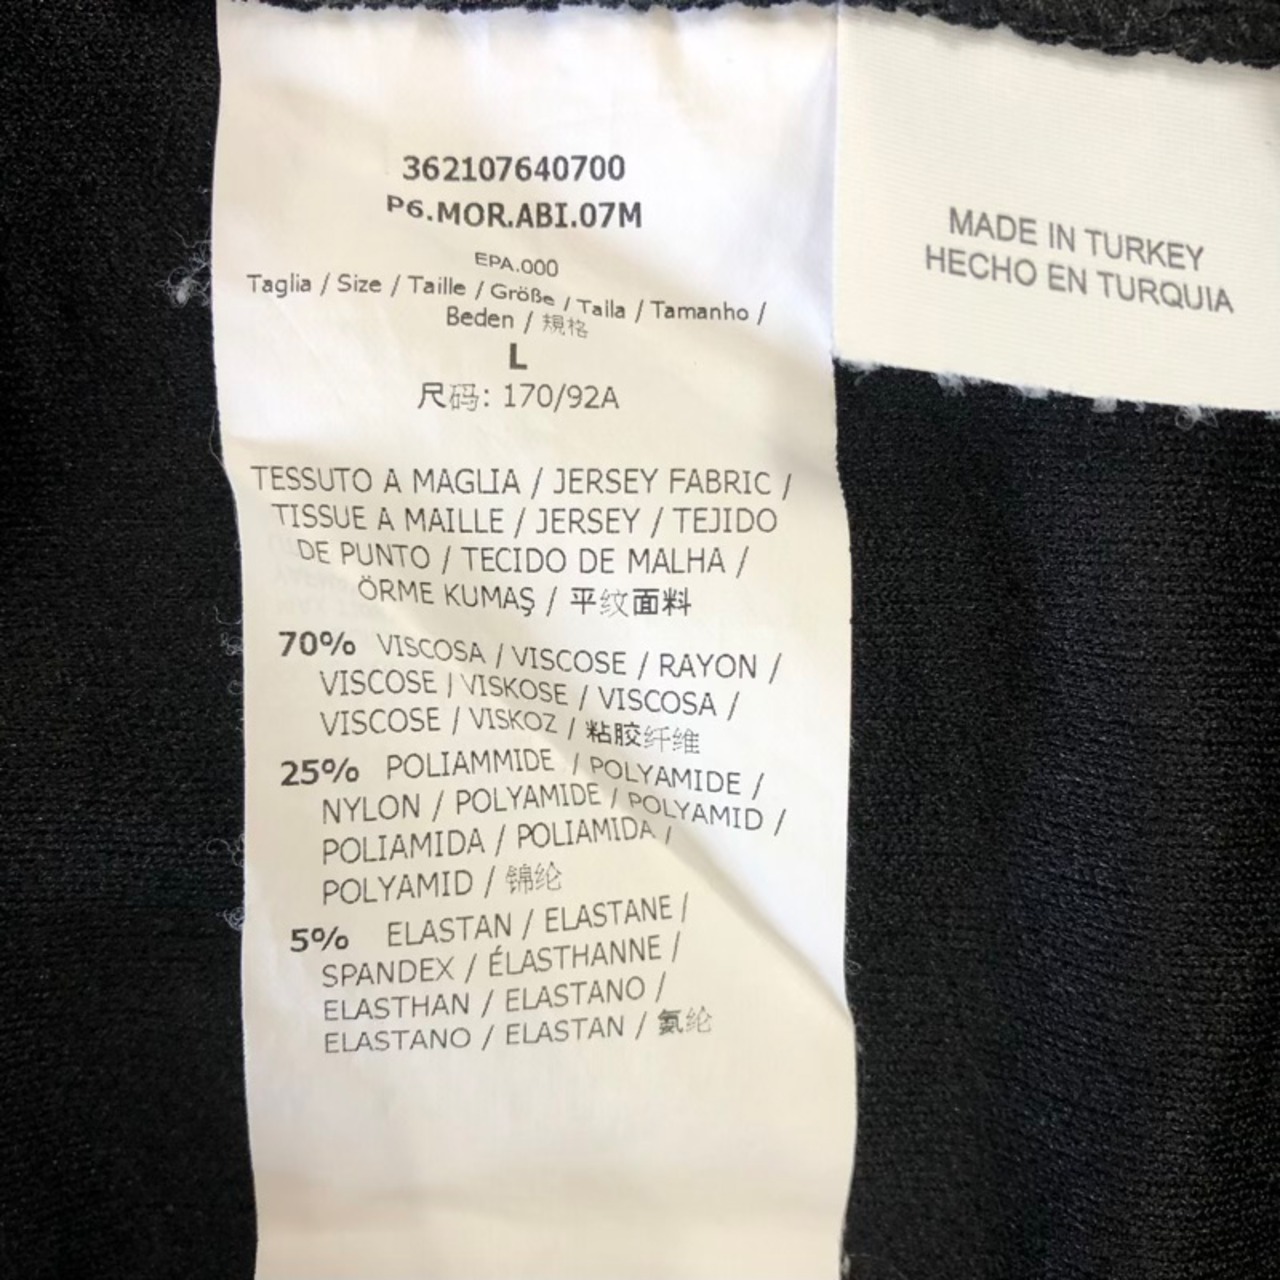 362107640700
P6.MOR.ABI.07M
EPA.000
Taglia / Size / Taille / Größe / Talla / Tamanho /
Beden / 規格
L
尺码: 170/92A
TESSUTO A MAGLIA / JERSEY FABRIC /
TISSUE A MAILLE / JERSEY / TEJIDO
DE PUNTO / TECIDO DE MALHA /
ÖRME KUMAŞ / 平纹面料
70% VISCOSA / VISCOSE / RAYON /
VISCOSE / VISKOSE / VISCOSA /
VISCOSE / VISKOZ / 粘胶纤维
25% POLIAMMIDE / POLYAMIDE /
NYLON / POLYAMIDE / POLYAMID /
POLIAMIDA / POLIAMIDA /
POLYAMID / 锦纶
5% ELASTAN / ELASTANE /
SPANDEX / ÉLASTHANNE /
ELASTHAN / ELASTANO /
ELASTANO / ELASTAN / 氨纶
MADE IN TURKEY
HECHO EN TURQUIA